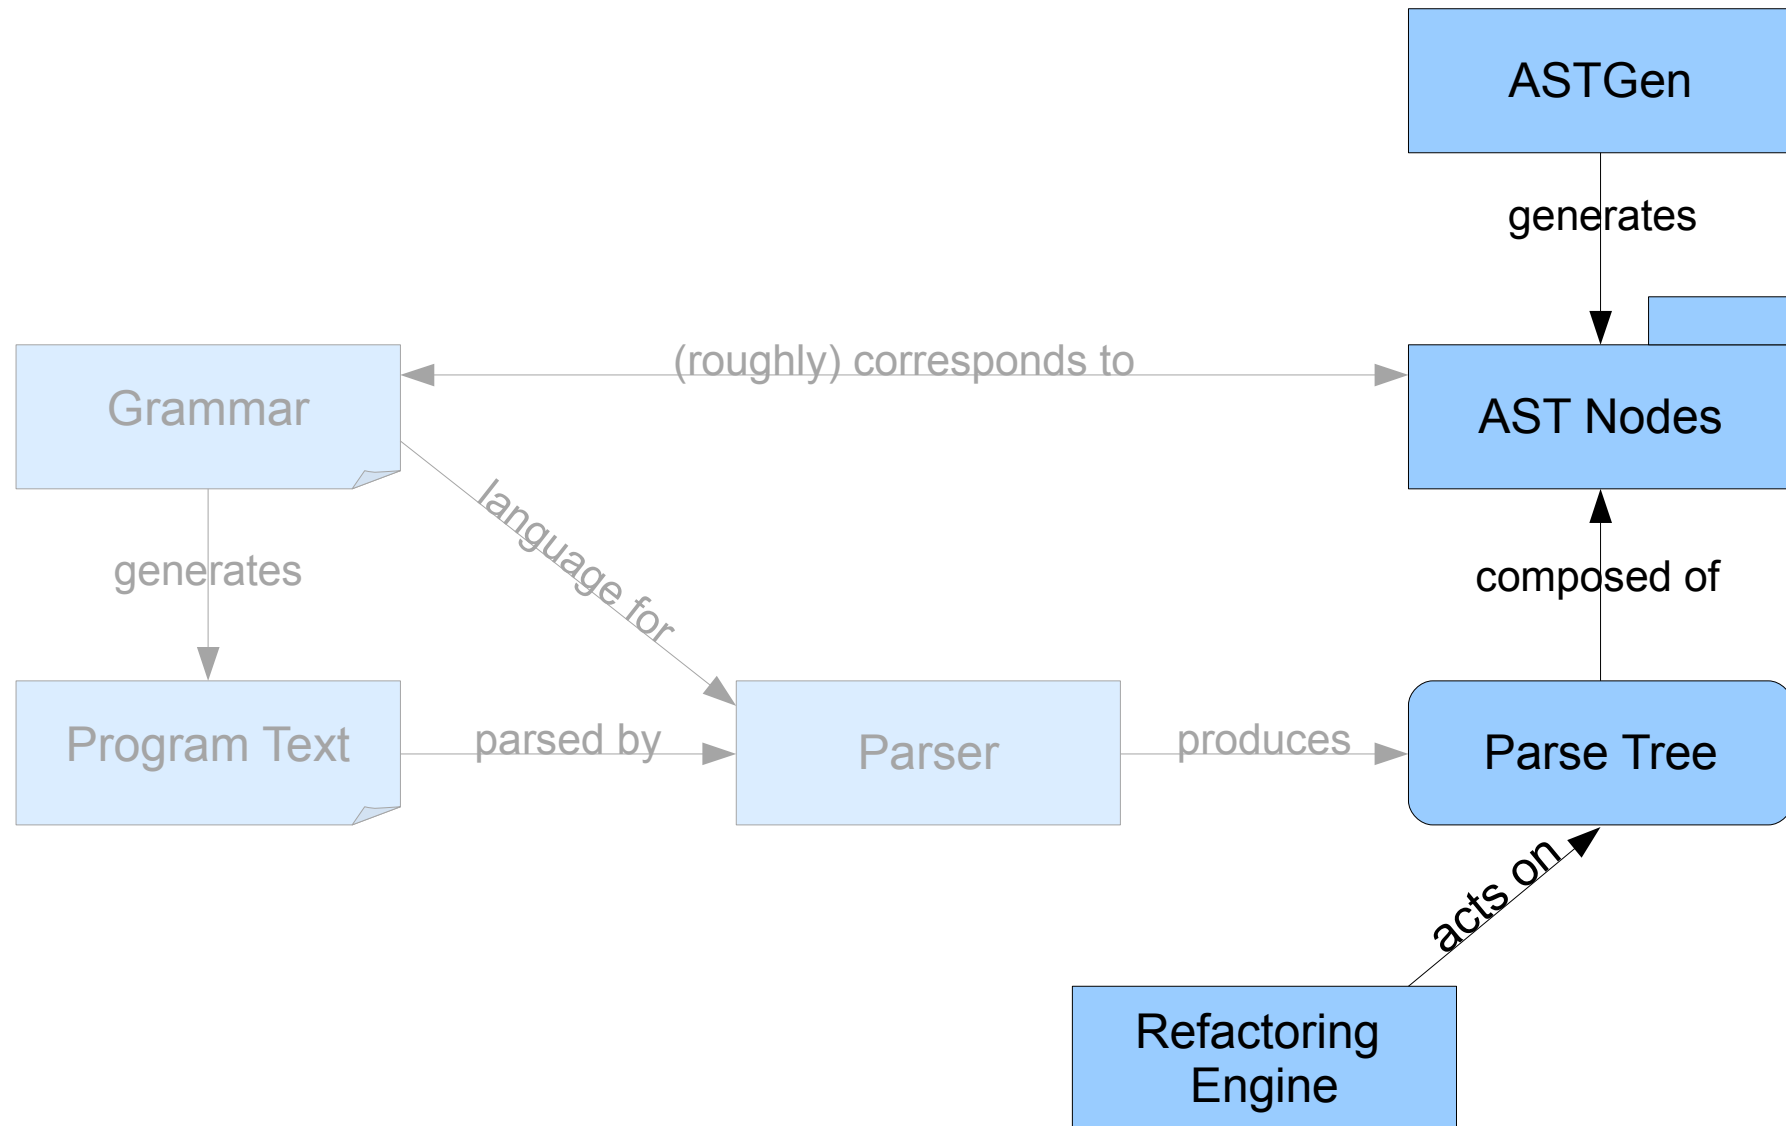 ASTGen
generates
(roughly) corresponds to
Grammar
AST Nodes
language for
generates
composed of
Program Text
parsed by
Parser
produces
Parse Tree
acts on
Refactoring
Engine